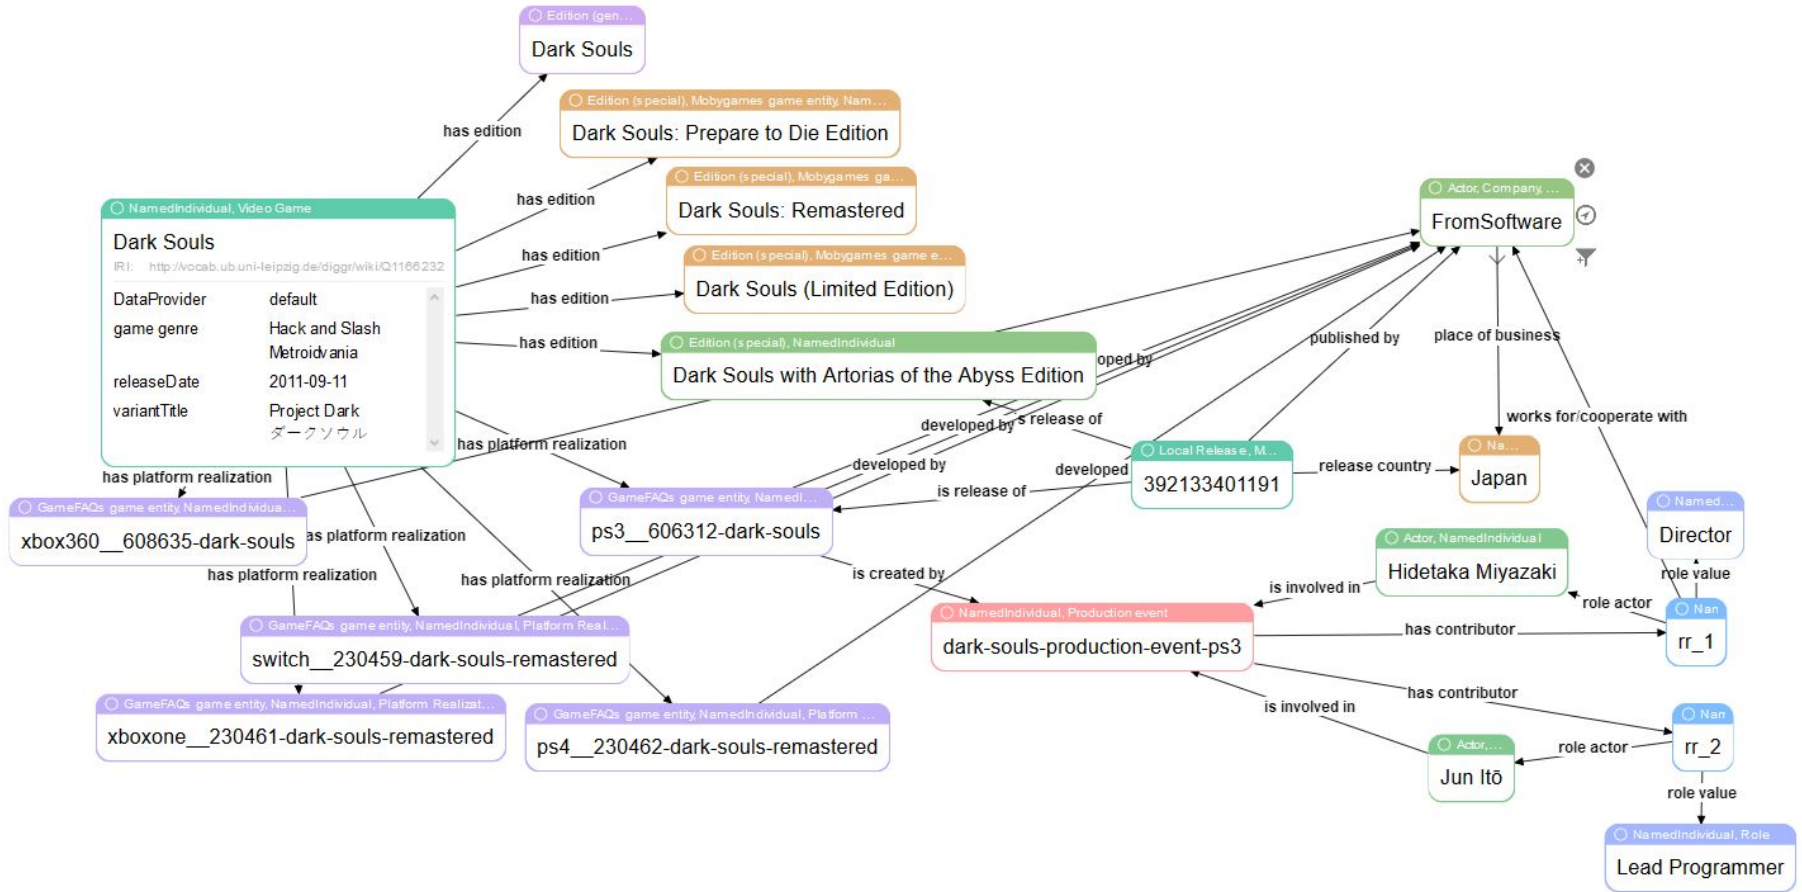 Edition (gen...
Dark Souls
has edition
Edition (special), Mobygames game entity, Nam...
Dark Souls: Prepare to Die Edition
has edition
Edition (special), Mobygames ga...
Dark Souls: Remastered
has edition
Edition (special), Mobygames game e...
Dark Souls (Limited Edition)
has edition
Edition (special), NamedIndividual
Dark Souls with Artorias of the Abyss Edition
has edition
NamedIndividual, Video Game
Dark Souls
IRI: http://vocab.ub.uni-leipzig.de/diggr/wiki/Q1166232
DataProvider default
game genre Hack and Slash
Metroidvania
releaseDate 2011-09-11
variantTitle Project Dark
ダークソウル
Actor, Company, ...
FromSoftware
oped by
published by
place of business
works for/cooperate with
is release of
developed by
developed by
developed
has platform realization
has platform realization
as platform realization
has platform realization
has platform realization
GameFAQs game entity, NamedIndividua...
xbox360__608635-dark-souls
GameFAQs game entity, NamedI...
ps3__606312-dark-souls
is release of
Local Release, M...
392133401191
release country
Na...
Japan
Named...
Director
role value
Actor, NamedIndividual
Hidetaka Miyazaki
is involved in
role actor
Nan
rr_1
is created by
NamedIndividual, Production event
dark-souls-production-event-ps3
has contributor
has contributor
is involved in
GameFAQs game entity, NamedIndividual, Platform Real...
switch__230459-dark-souls-remastered
GameFAQs game entity, NamedIndividual, Platform Realizat...
xboxone__230461-dark-souls-remastered
GameFAQs game entity, NamedIndividual, Platform ...
ps4__230462-dark-souls-remastered
Actor,...
Jun Itō
role actor
Nan
rr_2
role value
NamedIndividual, Role
Lead Programmer